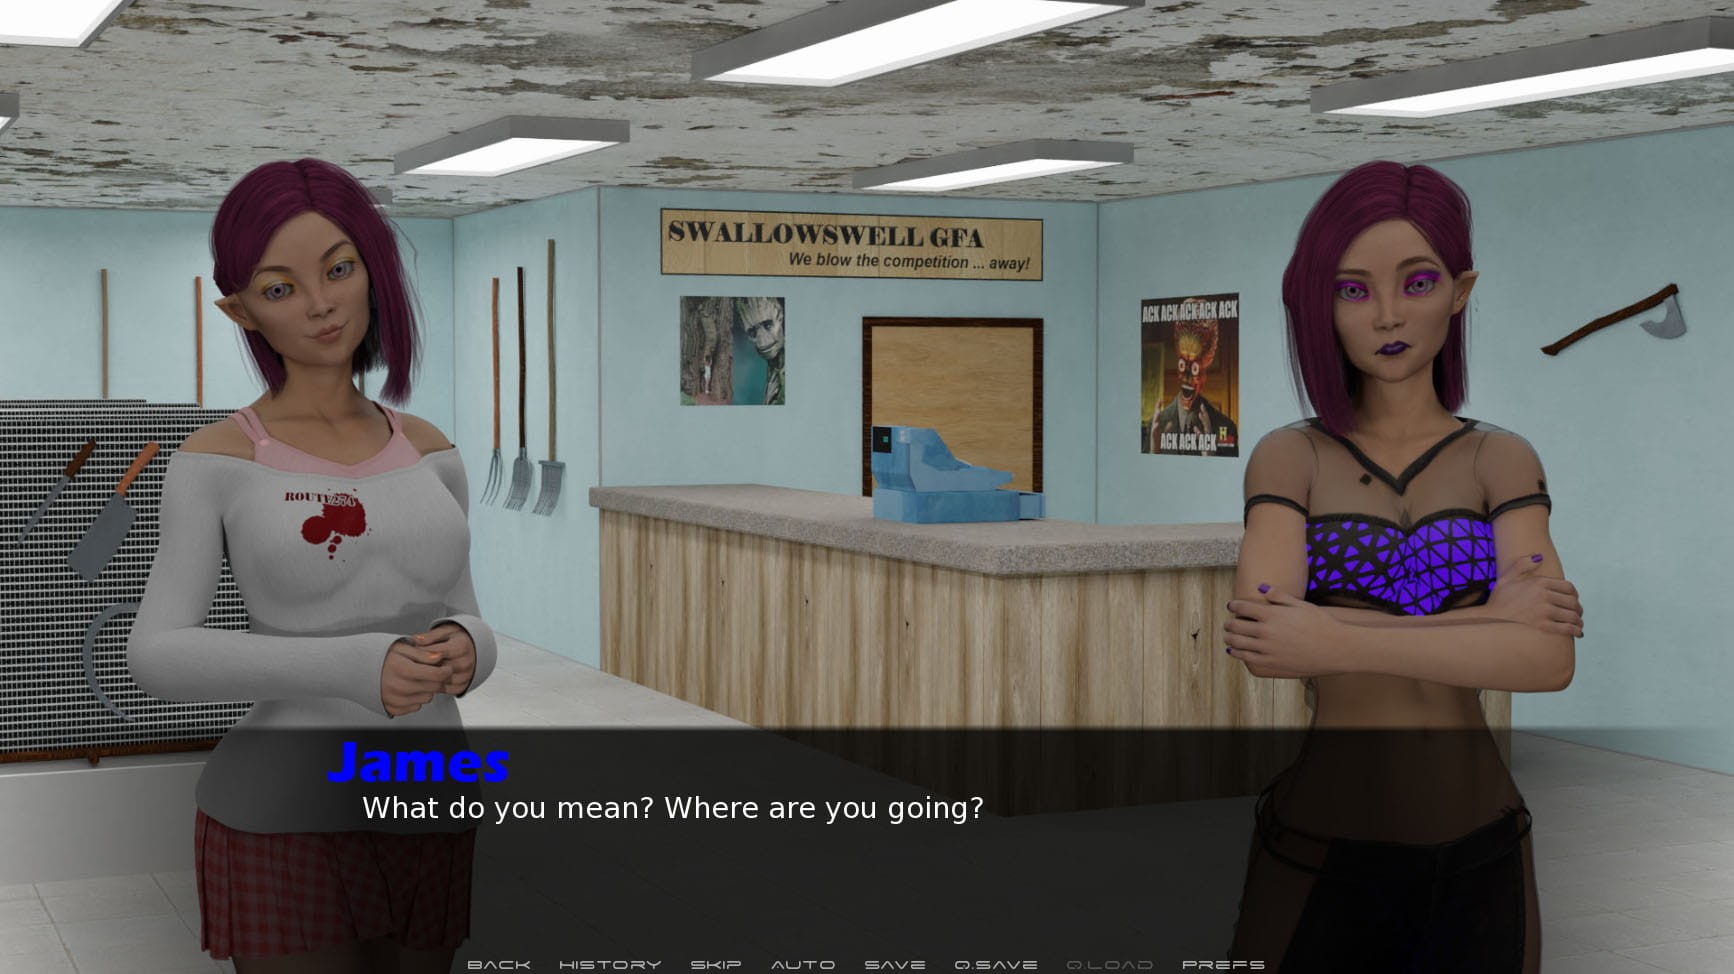 SWALLOWSWELL GFA
We blow the competition ... away!
ACK ACK ACK ACK ACK
ACK ACK ACK
H
ROUTE
James
What do you mean? Where are you going?
BACK HISTORY SKIP AUTO SAVE Q.SAVE Q.LOAD PREFS